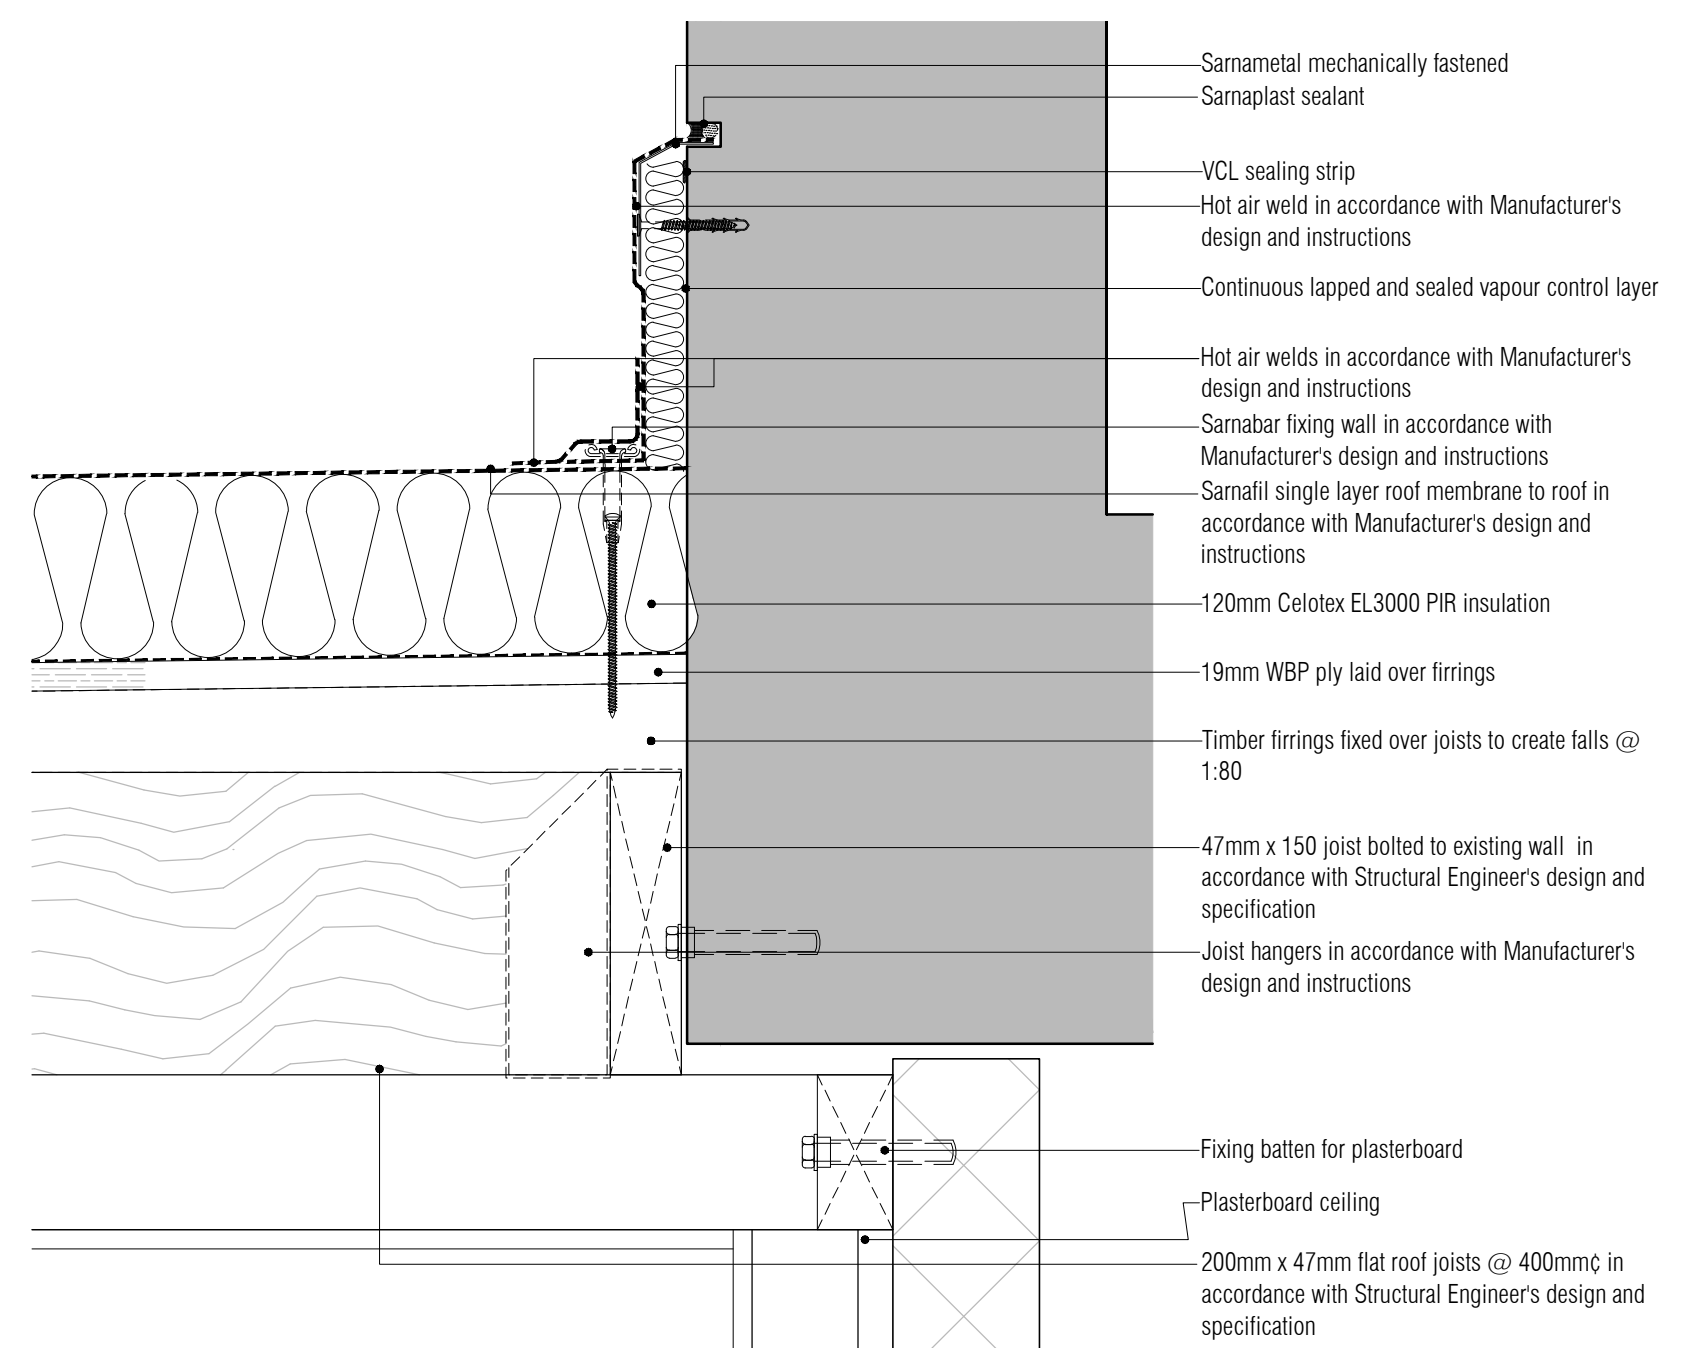 Sarnametal mechanically fastened
Sarnaplast sealant
VCL sealing strip
Hot air weld in accordance with Manufacturer's
design and instructions
Continuous lapped and sealed vapour control layer
Hot air welds in accordance with Manufacturer's
design and instructions
Sarnabar fixing wall in accordance with
Manufacturer's design and instructions
Sarnafil single layer roof membrane to roof in
accordance with Manufacturer's design and
instructions
120mm Celotex EL3000 PIR insulation
19mm WBP ply laid over firrings
Timber firrings fixed over joists to create falls @
1:80
47mm x 150 joist bolted to existing wall  in
accordance with Structural Engineer's design and
specification
Joist hangers in accordance with Manufacturer's
design and instructions
Fixing batten for plasterboard
Plasterboard ceiling
200mm x 47mm flat roof joists @ 400mm¢ in
accordance with Structural Engineer's design and
specification